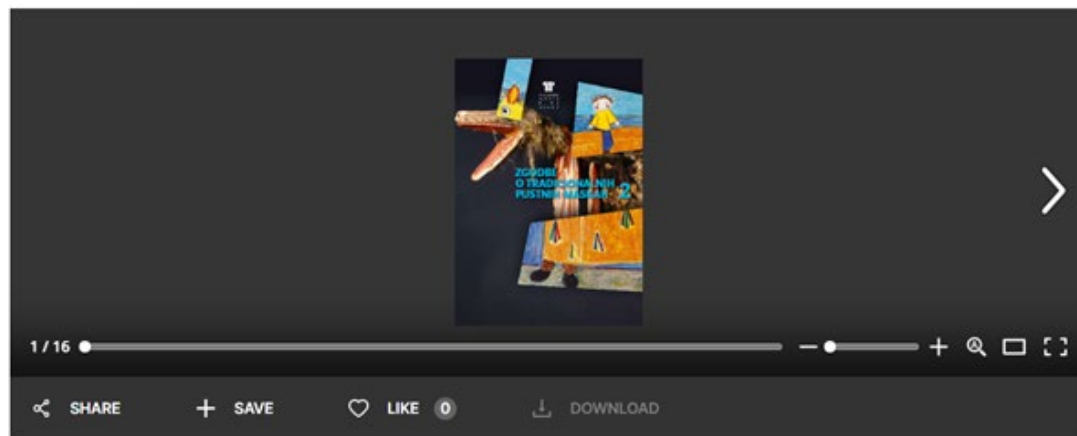 ZGODBE
O TRADICIONALNIH
PUSTNIH MASKAH 2
1 / 16
SHARE
SAVE
LIKE 0
DOWNLOAD